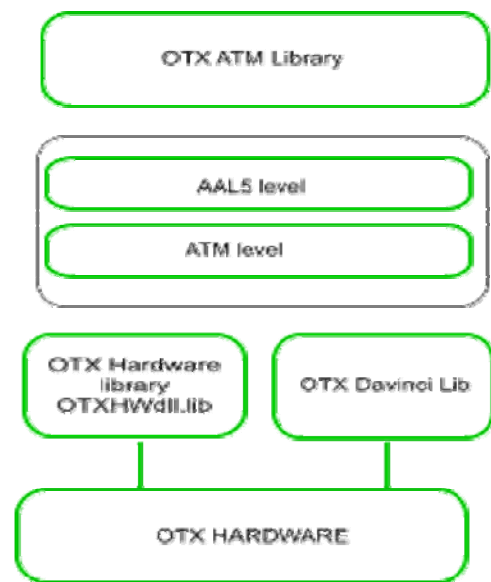 OTX ATM Library
AAL5 level
ATM level
OTX Hardware
library
OTXHWdll.lib
OTX Davinci Lib
OTX HARDWARE